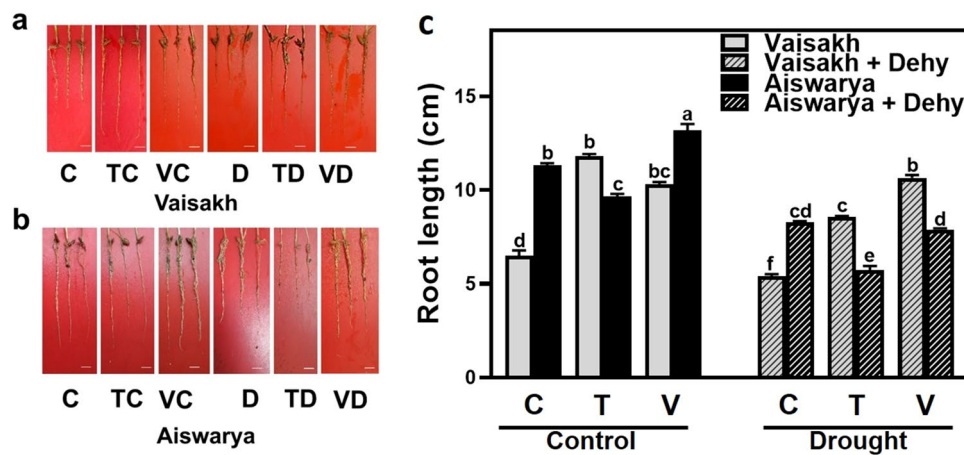 a
C TC VC D TD VD
Vaisakh
b
C TC VC D TD VD
Aiswarya
c
Vaisakh
Vaisakh + Dehy
Aiswarya
Aiswarya + Dehy
Root length (cm)
15
10
5
0
d b b c bc a
f cd c e b d
C T V C T V
Control Drought